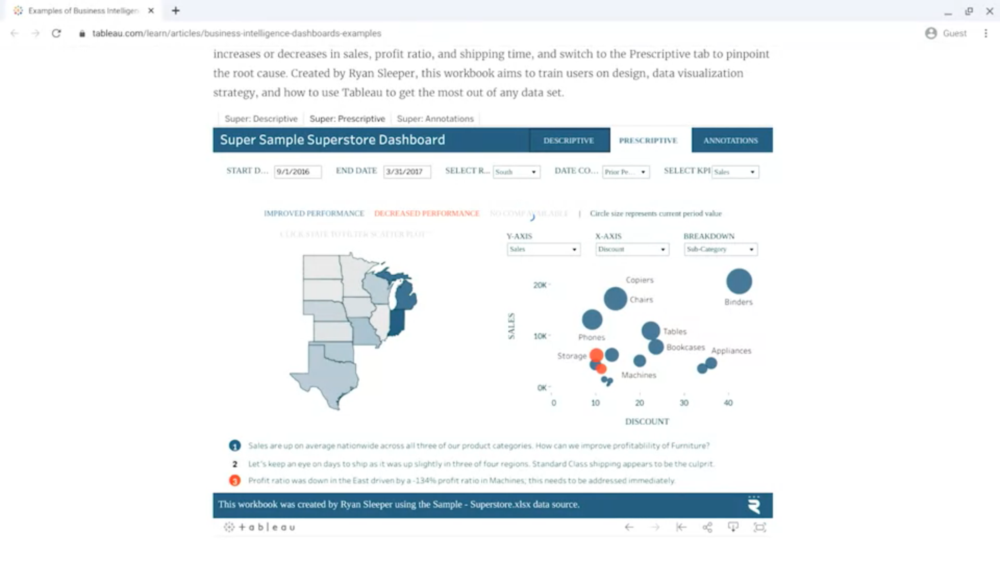 Examples of Business Intelligen
tableau.com/learn/articles/business-intelligence-dashboards-examples
Guest
increases or decreases in sales, profit ratio, and shipping time, and switch to the Prescriptive tab to pinpoint
the root cause. Created by Ryan Sleeper, this workbook aims to train users on design, data visualization
strategy, and how to use Tableau to get the most out of any data set.
Super: Descriptive Super: Prescriptive Super: Annotations
Super Sample Superstore Dashboard DESCRIPTIVE PRESCRIPTIVE ANNOTATIONS
START D... 9/1/2016 END DATE 3/31/2017 SELECT R... South DATE CO... Prior Pe... SELECT KPI Sales
IMPROVED PERFORMANCE DECREASED PERFORMANCE NO COMP AVAILABLE | Circle size represents current period value
CLICK STATE TO FILTER SCATTER PLOT
Y-AXIS X-AXIS BREAKDOWN
Sales Discount Sub-Category
Copiers
20K
Chairs
Binders
SALES
Tables
10K
Phones
Bookcases
Appliances
Storage
Machines
0K
0 10 20 30 40
DISCOUNT
1 Sales are up on average nationwide across all three of our product categories. How can we improve profitablility of Furniture?
2 Let's keep an eye on days to ship as it was up slightly in three of four regions. Standard Class shipping appears to be the culprit.
3 Profit ratio was down in the East driven by a -134% profit ratio in Machines; this needs to be addressed immediately.
This workbook was created by Ryan Sleeper using the Sample - Superstore.xlsx data source.
+ a b l e a u